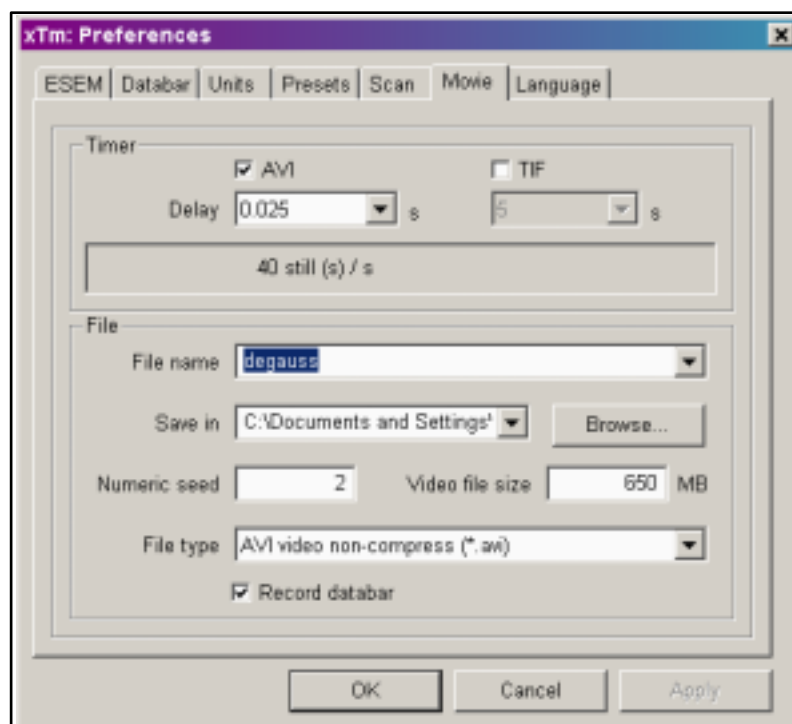 xTm: Preferences
ESEM Databar Units Presets Scan Movie Language
Timer
AVI TIF
Delay 0.025 s 5 s
40 still (s) / s
File
File name degauss
Save in C:\Documents and Settings\ Browse...
Numeric seed 2 Video file size 650 MB
File type AVI video non-compress (*.avi)
Record databar
OK Cancel Apply